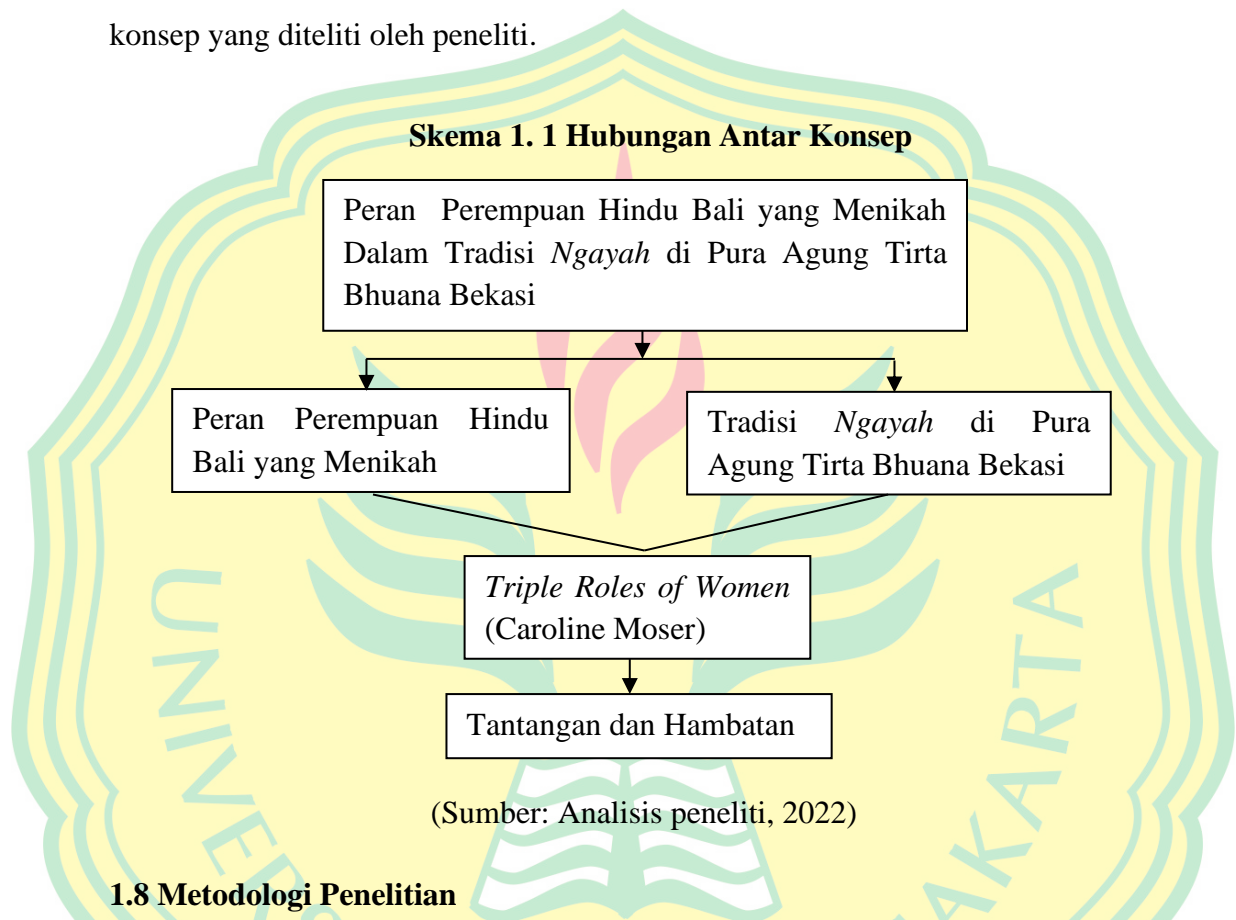 konsep yang diteliti oleh peneliti.
Skema 1. 1 Hubungan Antar Konsep
Peran Perempuan Hindu Bali yang Menikah
Dalam Tradisi Ngayah di Pura Agung Tirta
Bhuana Bekasi
Peran Perempuan Hindu
Bali yang Menikah
Tradisi Ngayah di Pura
Agung Tirta Bhuana Bekasi
Triple Roles of Women
(Caroline Moser)
Tantangan dan Hambatan
(Sumber: Analisis peneliti, 2022)
1.8 Metodologi Penelitian
UNIVERS
AKARTA